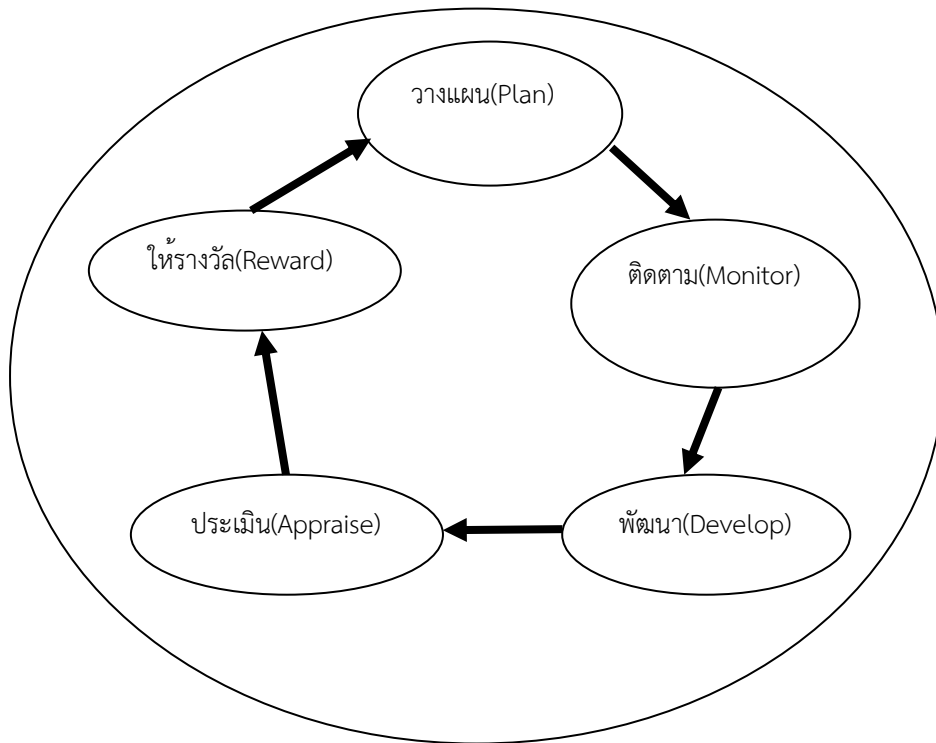 วางแผน(Plan)
ติดตาม(Monitor)
พัฒนา(Develop)
ประเมิน(Appraise)
ให้รางวัล(Reward)